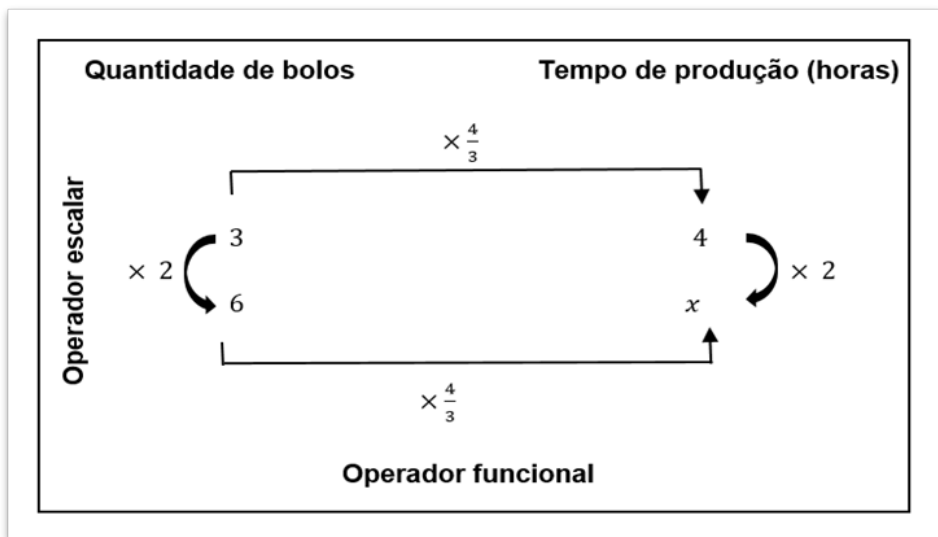 Quantidade de bolos Tempo de produção (horas)
× 4/3
Operador escalar
3 4
× 2 × 2
6 x
× 4/3
Operador funcional